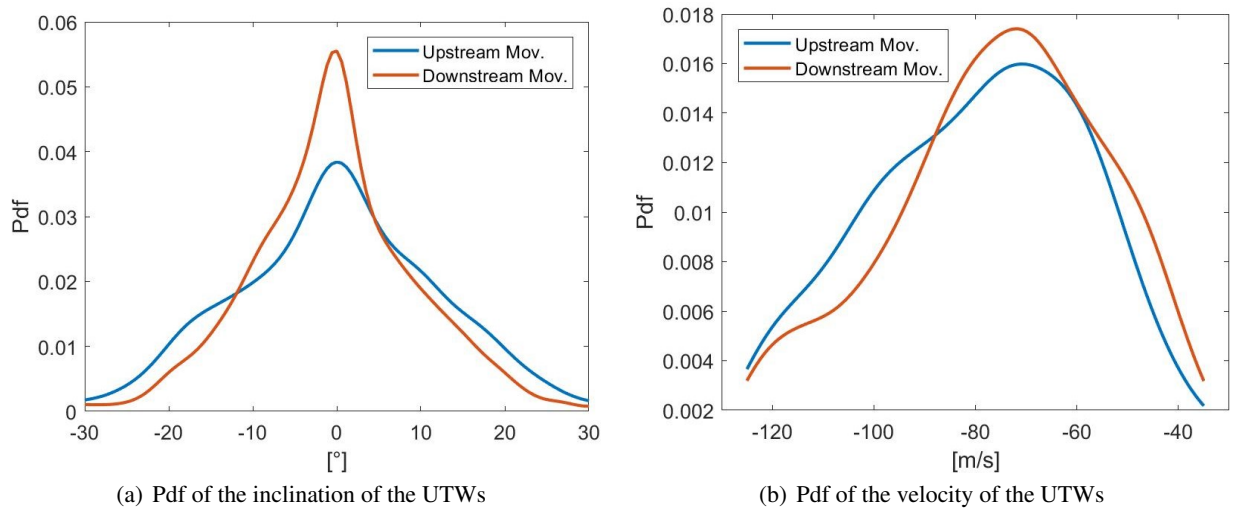 0.06
0.05
0.04
0.03
0.02
0.01
0
Pdf
Upstream Mov.
Downstream Mov.
-30 -20 -10 0 10 20 30
[°]
(a) Pdf of the inclination of the UTWs
0.018
0.016
0.014
0.012
0.01
0.008
0.006
0.004
0.002
Pdf
Upstream Mov.
Downstream Mov.
-120 -100 -80 -60 -40
[m/s]
(b) Pdf of the velocity of the UTWs